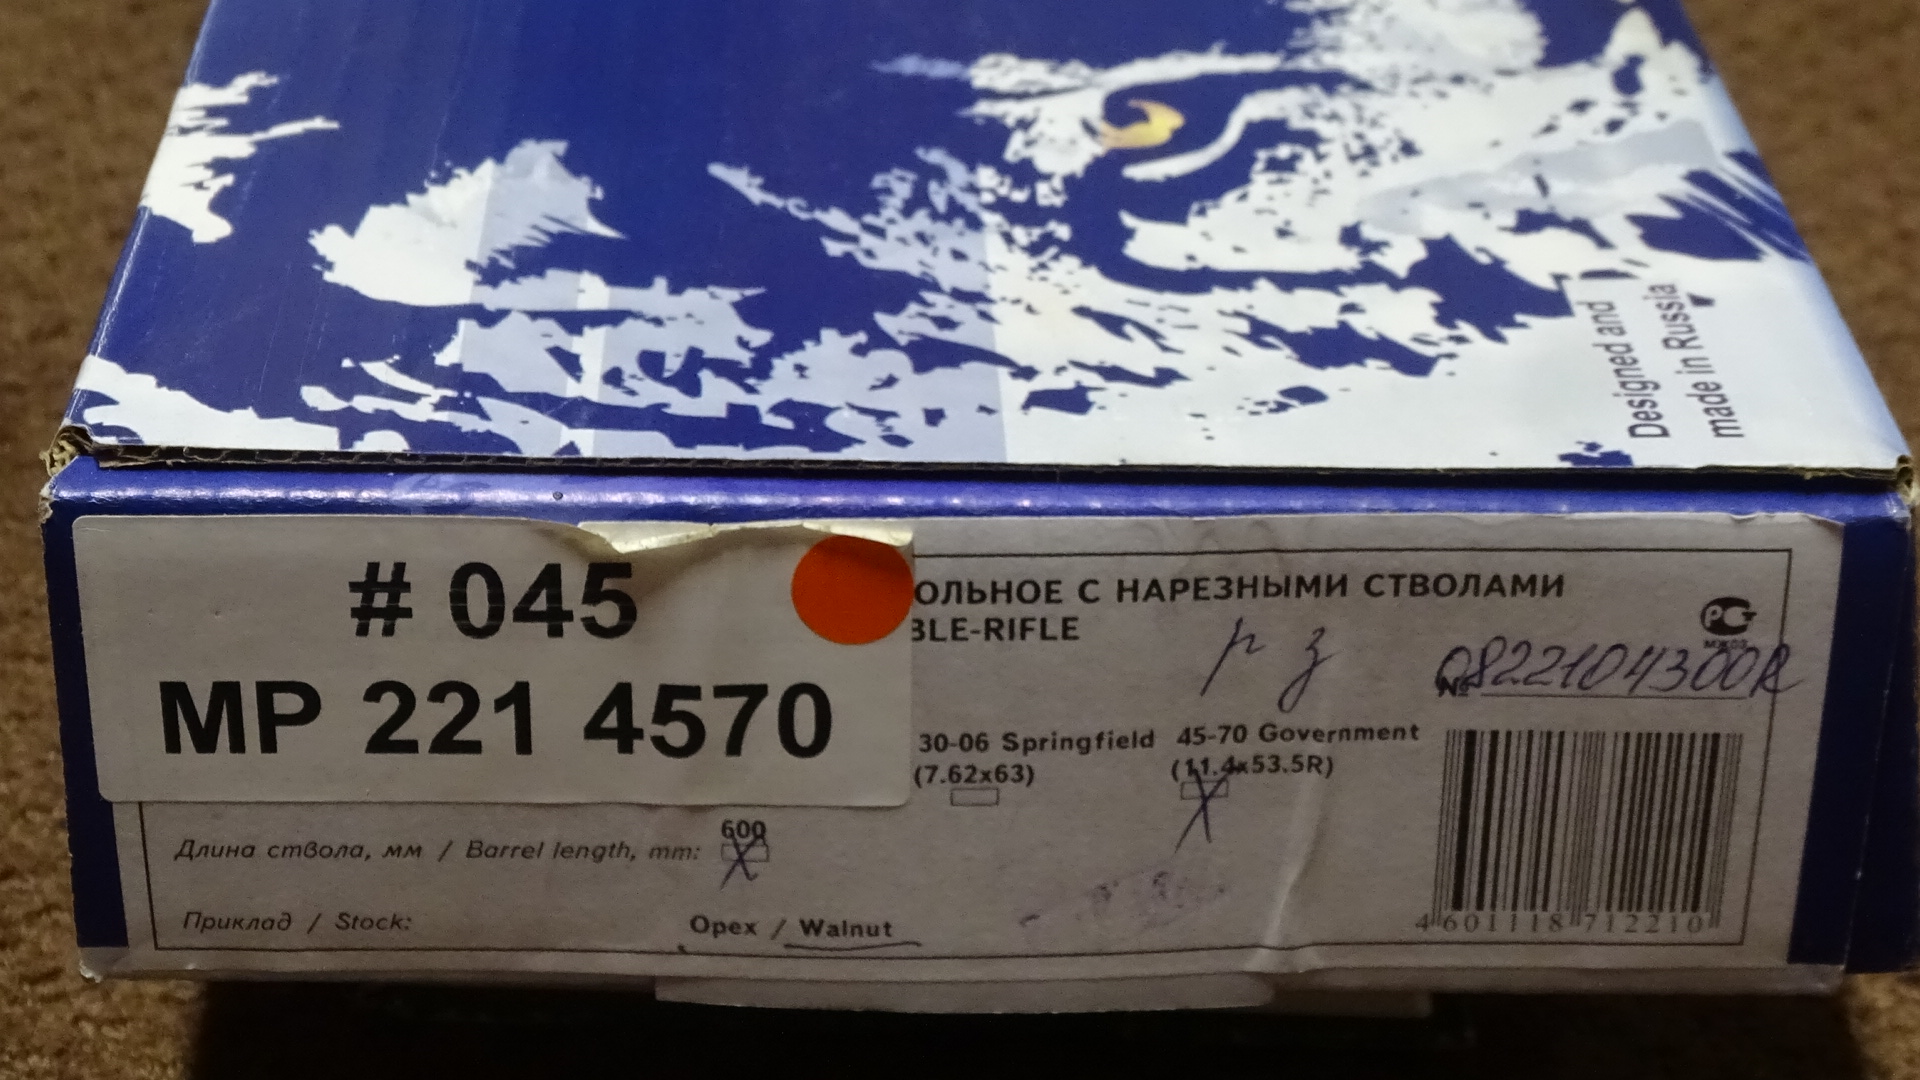 Designed and
made in Russia
# 045
MP 221 4570
ОЛЬНОЕ С НАРЕЗНЫМИ СТВОЛАМИ
BLE-RIFLE
РСТ
№ 0822104300R
30-06 Springfield
(7.62x63)
45-70 Government
(11.4x53.5R)
600
Длина ствола, мм / Barrel length, mm:
Приклад / Stock:
Орех / Walnut
4 601118 712210